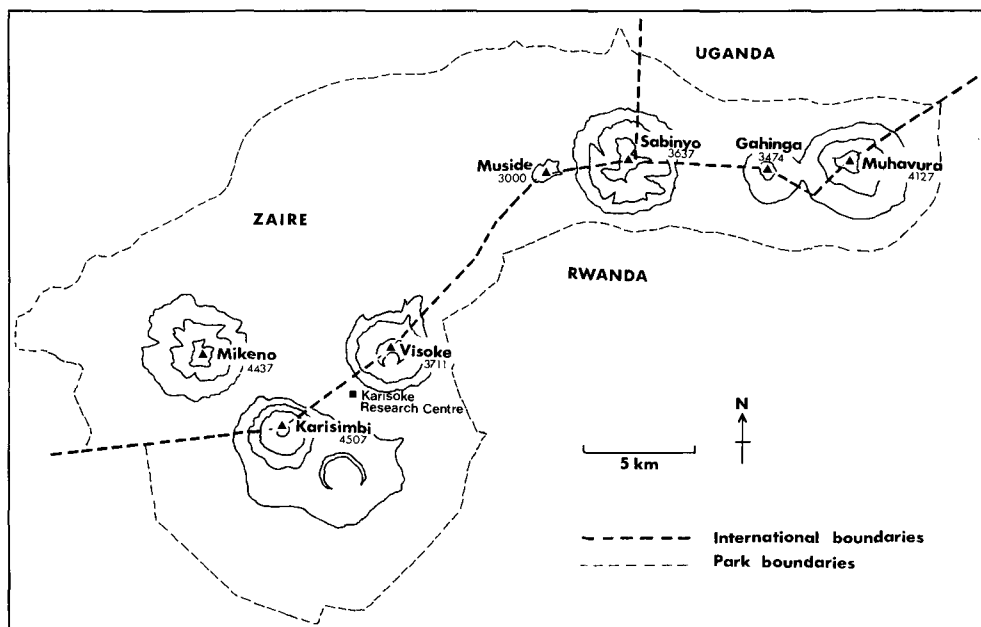 UGANDA
Sabinyo
3637
Gahinga
3474
Muhavura
4127
Muside
3000
ZAIRE
RWANDA
Mikeno
4437
Visoke
3711
Karisoke
Research Centre
Karisimbi
4507
N
5 km
International boundaries
Park boundaries